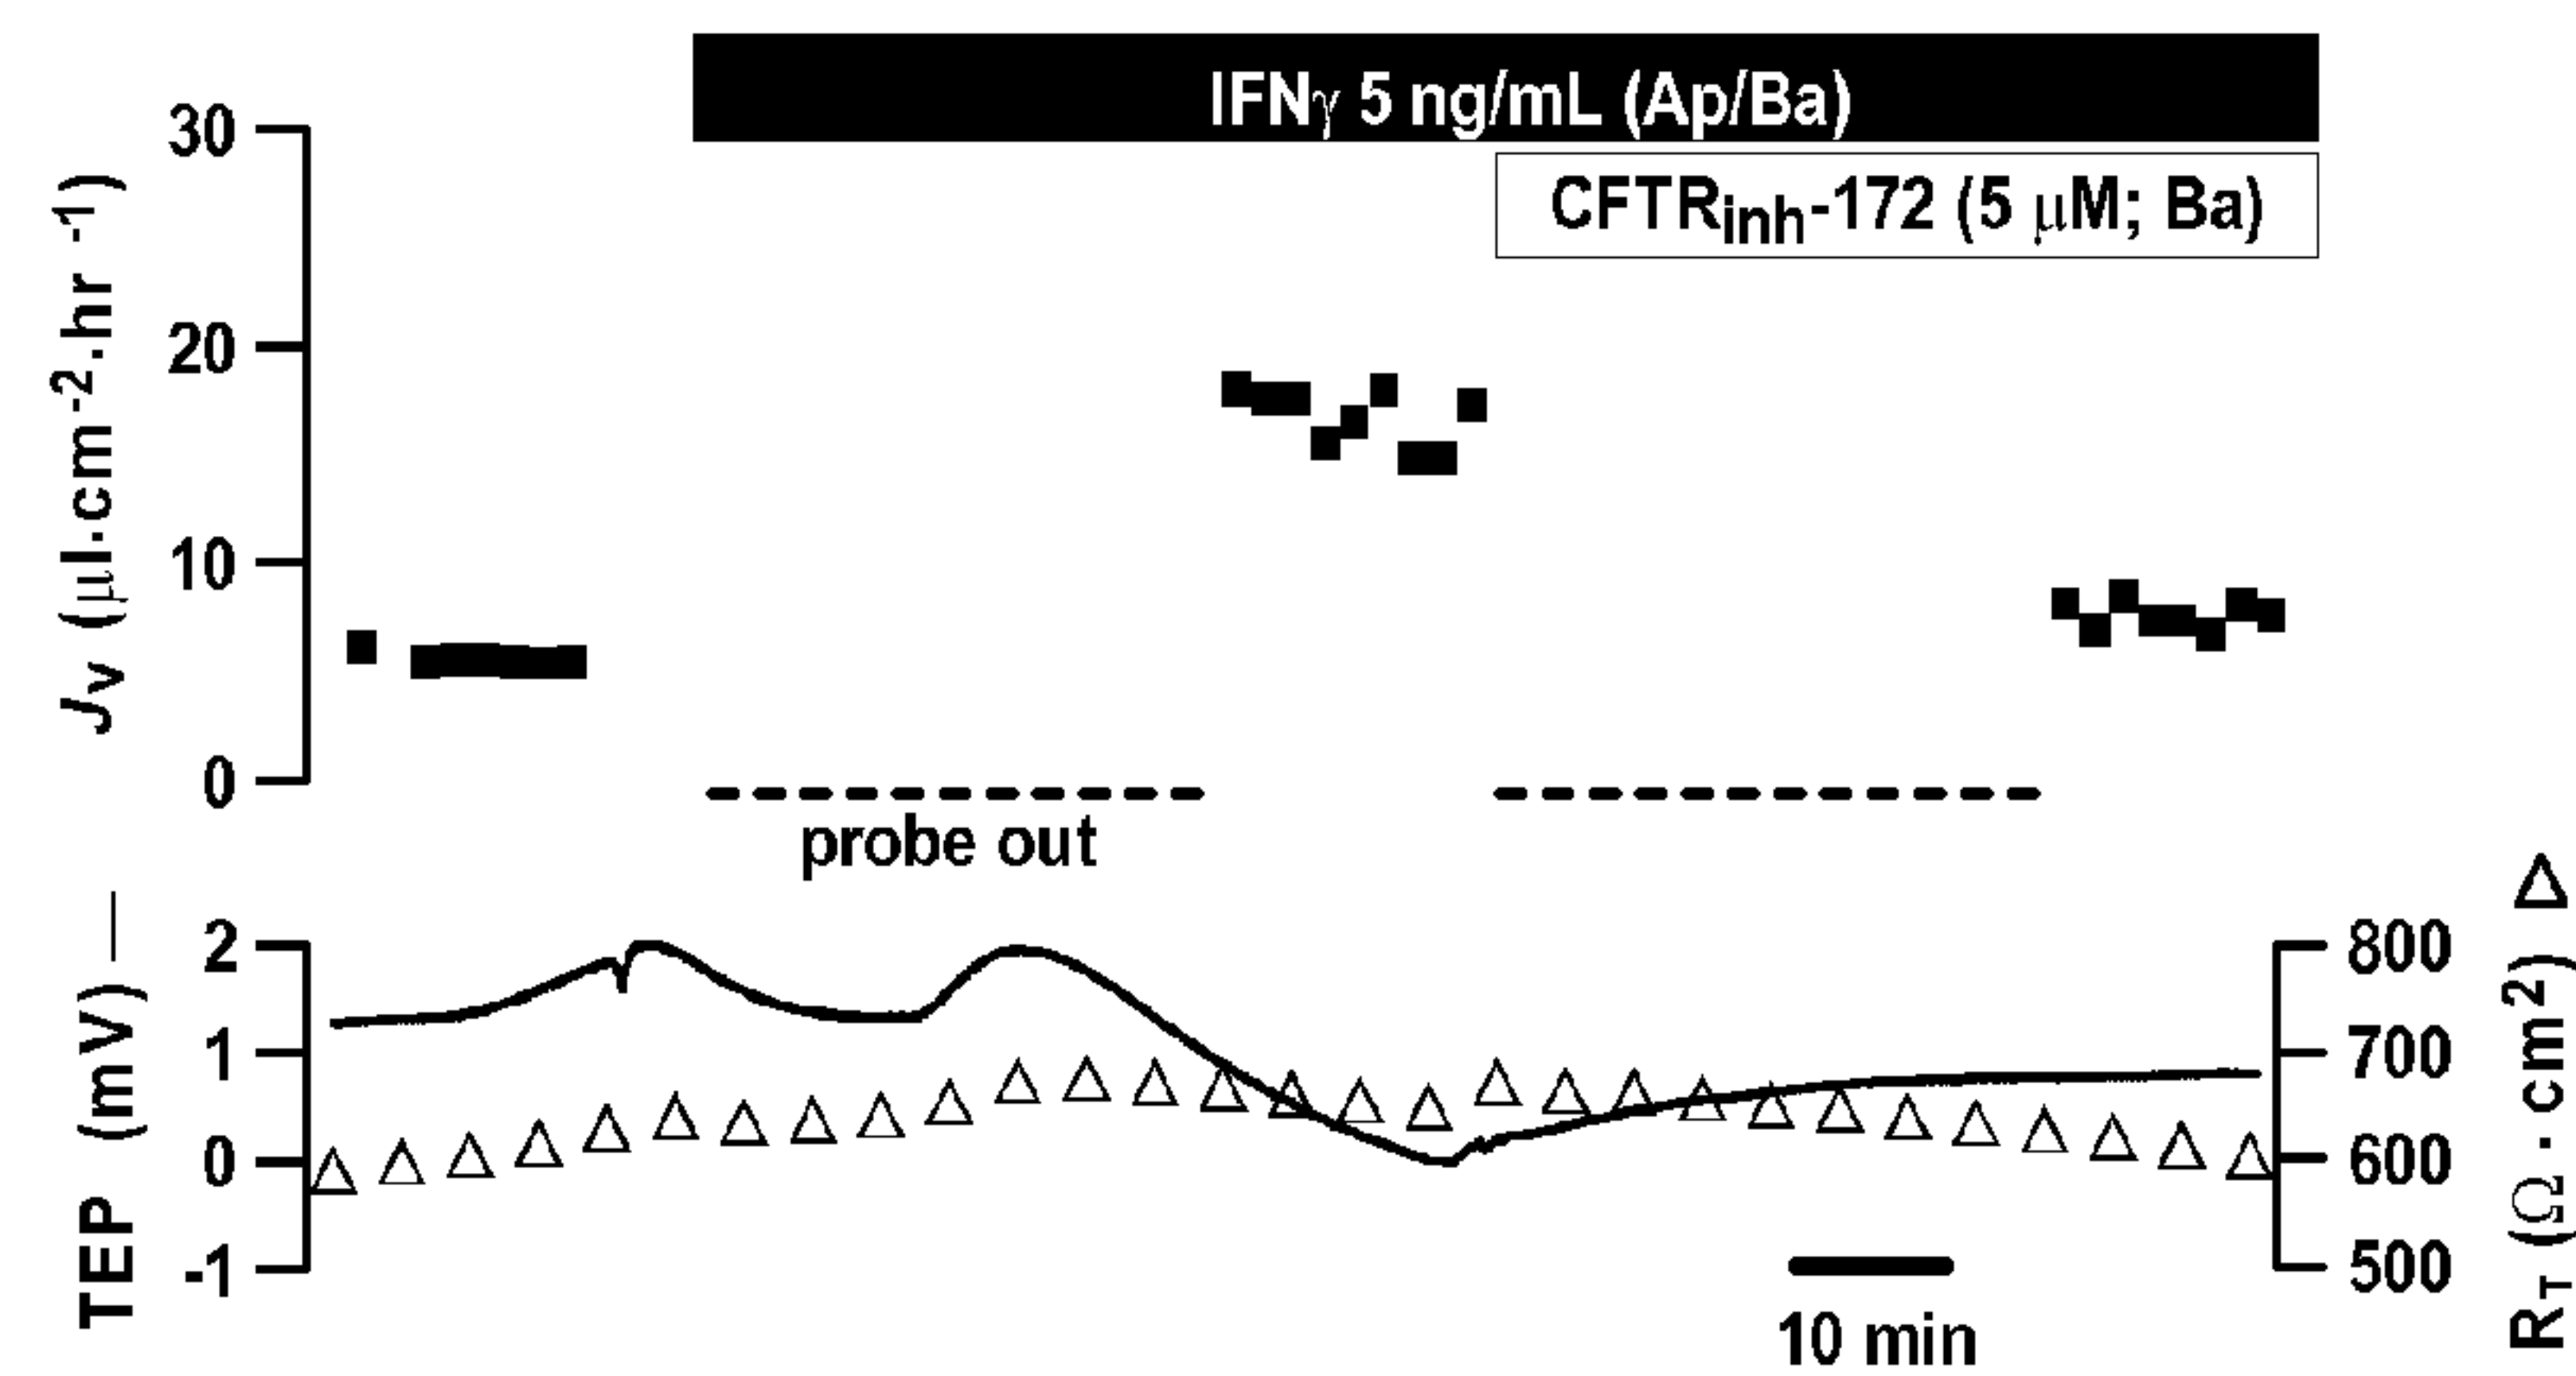 IFNγ 5 ng/mL (Ap/Ba)
CFTRinh-172 (5 μM; Ba)
30
20
10
0
Jv (μl·cm-2·hr -1)
probe out
TEP (mV) —
2
1
0
-1
800
700
600
500
RT (Ω · cm2) Δ
10 min